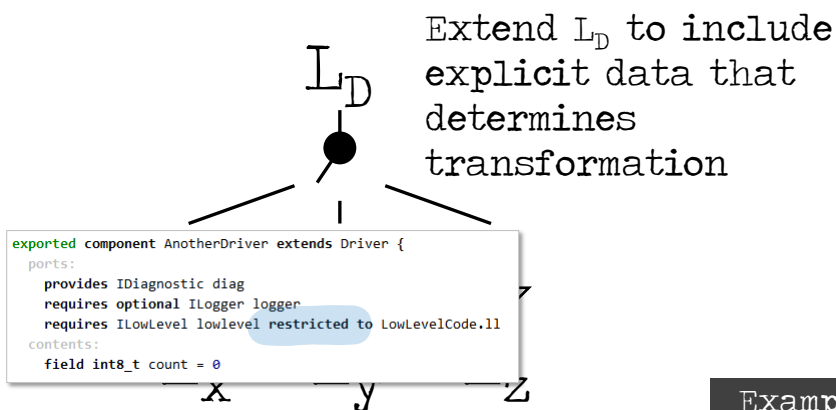 Extend L_D to include
explicit data that
determines
transformation
L_D
exported component AnotherDriver extends Driver {
ports:
provides IDiagnostic diag
requires optional ILogger logger
requires ILowLevel lowlevel restricted to LowLevelCode.ll
contents:
field int8_t count = 0
x y z